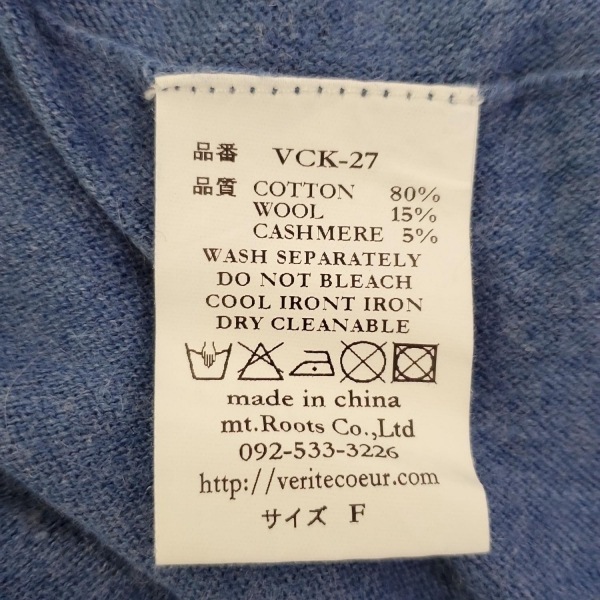 品番 VCK-27
品質 COTTON 80%
WOOL 15%
CASHMERE 5%
WASH SEPARATELY
DO NOT BLEACH
COOL IRONT IRON
DRY CLEANABLE
made in china
mt.Roots Co.,Ltd
092-533-3226
http://veritecoeur.com
サイズ F